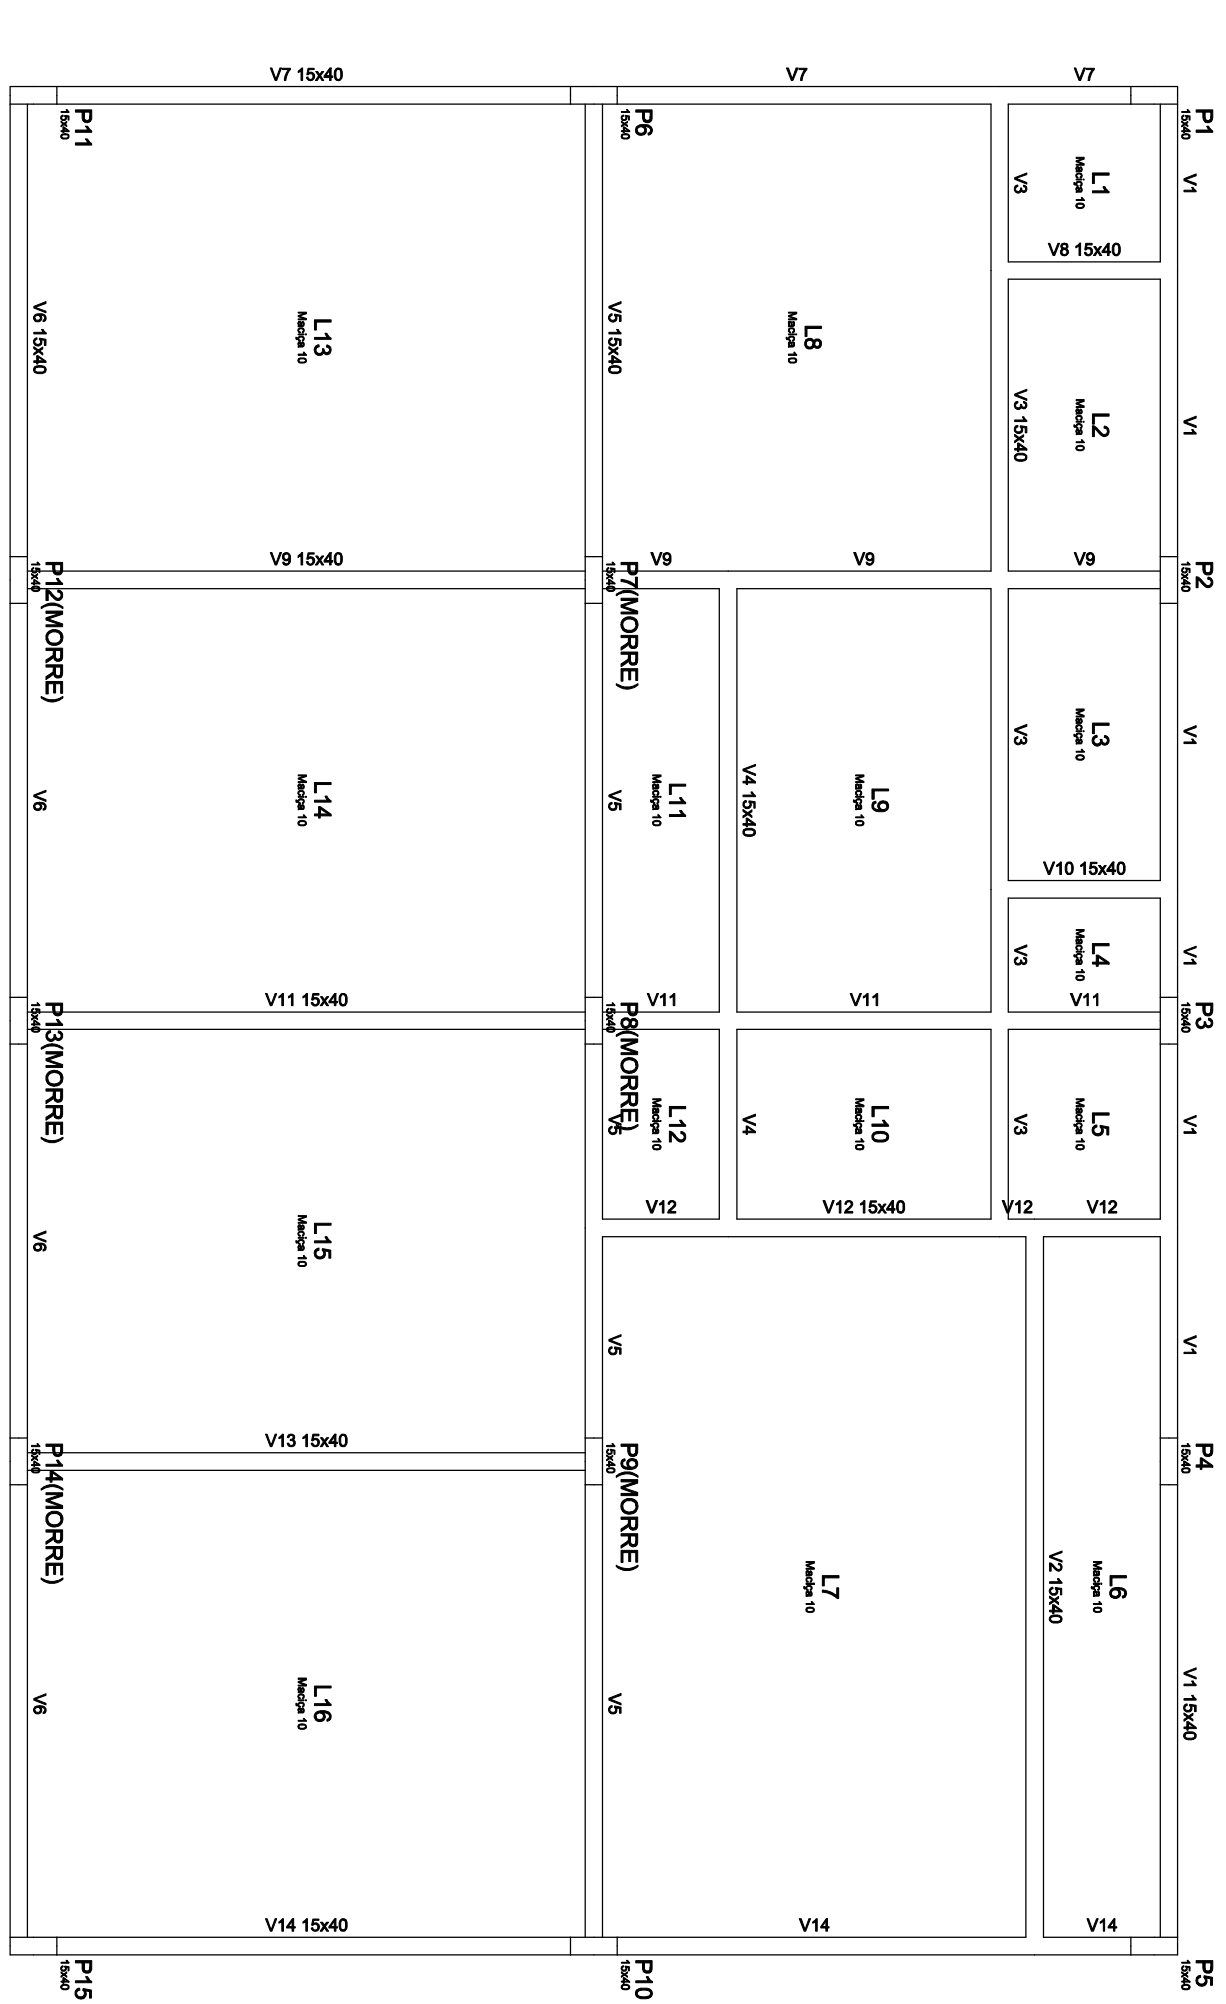 P1
15x40
P2
15x40
P3
15x40
P4
15x40
P5
15x40
V1
V1
V1
V1
V1
V1
V1 15x40
L1
Maciça 10
L2
Maciça 10
L3
Maciça 10
L4
Maciça 10
L5
Maciça 10
L6
Maciça 10
V7
V8 15x40
V9
V10 15x40
V11
V12
V14
V3
V3 15x40
V3
V3
V3
V12
V2 15x40
V7
L8
Maciça 10
V9
L9
Maciça 10
V11
L10
Maciça 10
V12 15x40
L7
Maciça 10
V14
V4 15x40
V4
V9
L11
Maciça 10
V11
L12
Maciça 10
V12
P6
15x40
P7(MORRE)
15x40
P8(MORRE)
15x40
P9(MORRE)
15x40
P10
15x40
V5 15x40
V5
V5
V5
V5
V7 15x40
L13
Maciça 10
V9 15x40
L14
Maciça 10
V11 15x40
L15
Maciça 10
V13 15x40
L16
Maciça 10
V14 15x40
P11
15x40
P12(MORRE)
15x40
P13(MORRE)
15x40
P14(MORRE)
15x40
P15
15x40
V6 15x40
V6
V6
V6